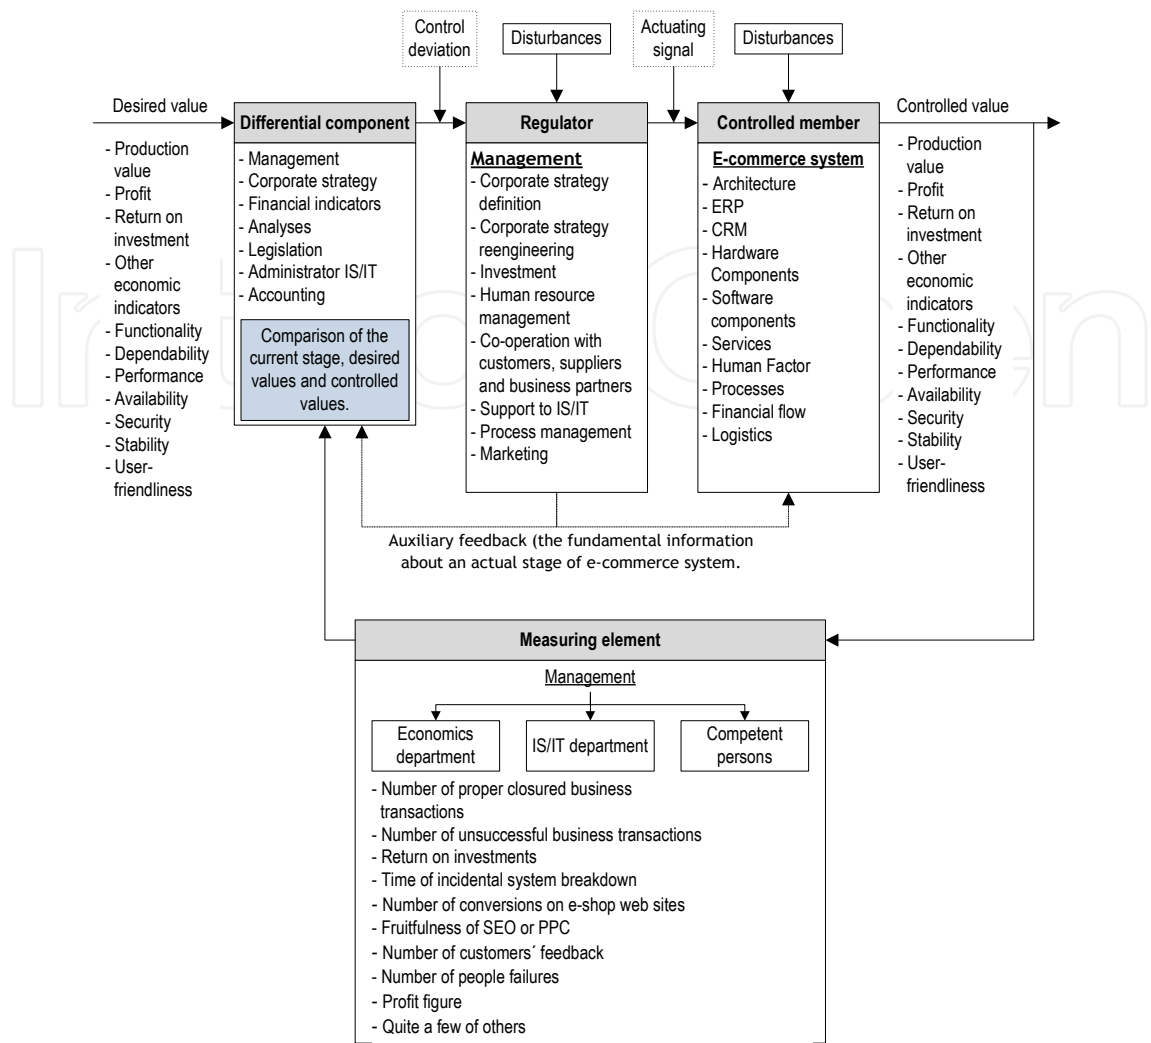 Control
deviation
Disturbances
Actuating
signal
Disturbances
Desired value
Differential component
Regulator
Controlled member
Controlled value
- Production
value
- Profit
- Return on
investment
- Other
economic
indicators
- Functionality
- Dependability
- Performance
- Availability
- Security
- Stability
- User-
friendliness
- Management
- Corporate strategy
- Financial indicators
- Analyses
- Legislation
- Administrator IS/IT
- Accounting
Comparison of the
current stage, desired
values and controlled
values.
Management
- Corporate strategy
definition
- Corporate strategy
reengineering
- Investment
- Human resource
management
- Co-operation with
customers, suppliers
and business partners
- Support to IS/IT
- Process management
- Marketing
E-commerce system
- Architecture
- ERP
- CRM
- Hardware
Components
- Software
components
- Services
- Human Factor
- Processes
- Financial flow
- Logistics
- Production
value
- Profit
- Return on
investment
- Other
economic
indicators
- Functionality
- Dependability
- Performance
- Availability
- Security
- Stability
- User-
friendliness
Auxiliary feedback (the fundamental information
about an actual stage of e-commerce system.
Measuring element
Management
Economics
department
IS/IT department
Competent
persons
- Number of proper closured business
transactions
- Number of unsuccessful business transactions
- Return on investments
- Time of incidental system breakdown
- Number of conversions on e-shop web sites
- Fruitfulness of SEO or PPC
- Number of customers´ feedback
- Number of people failures
- Profit figure
- Quite a few of others